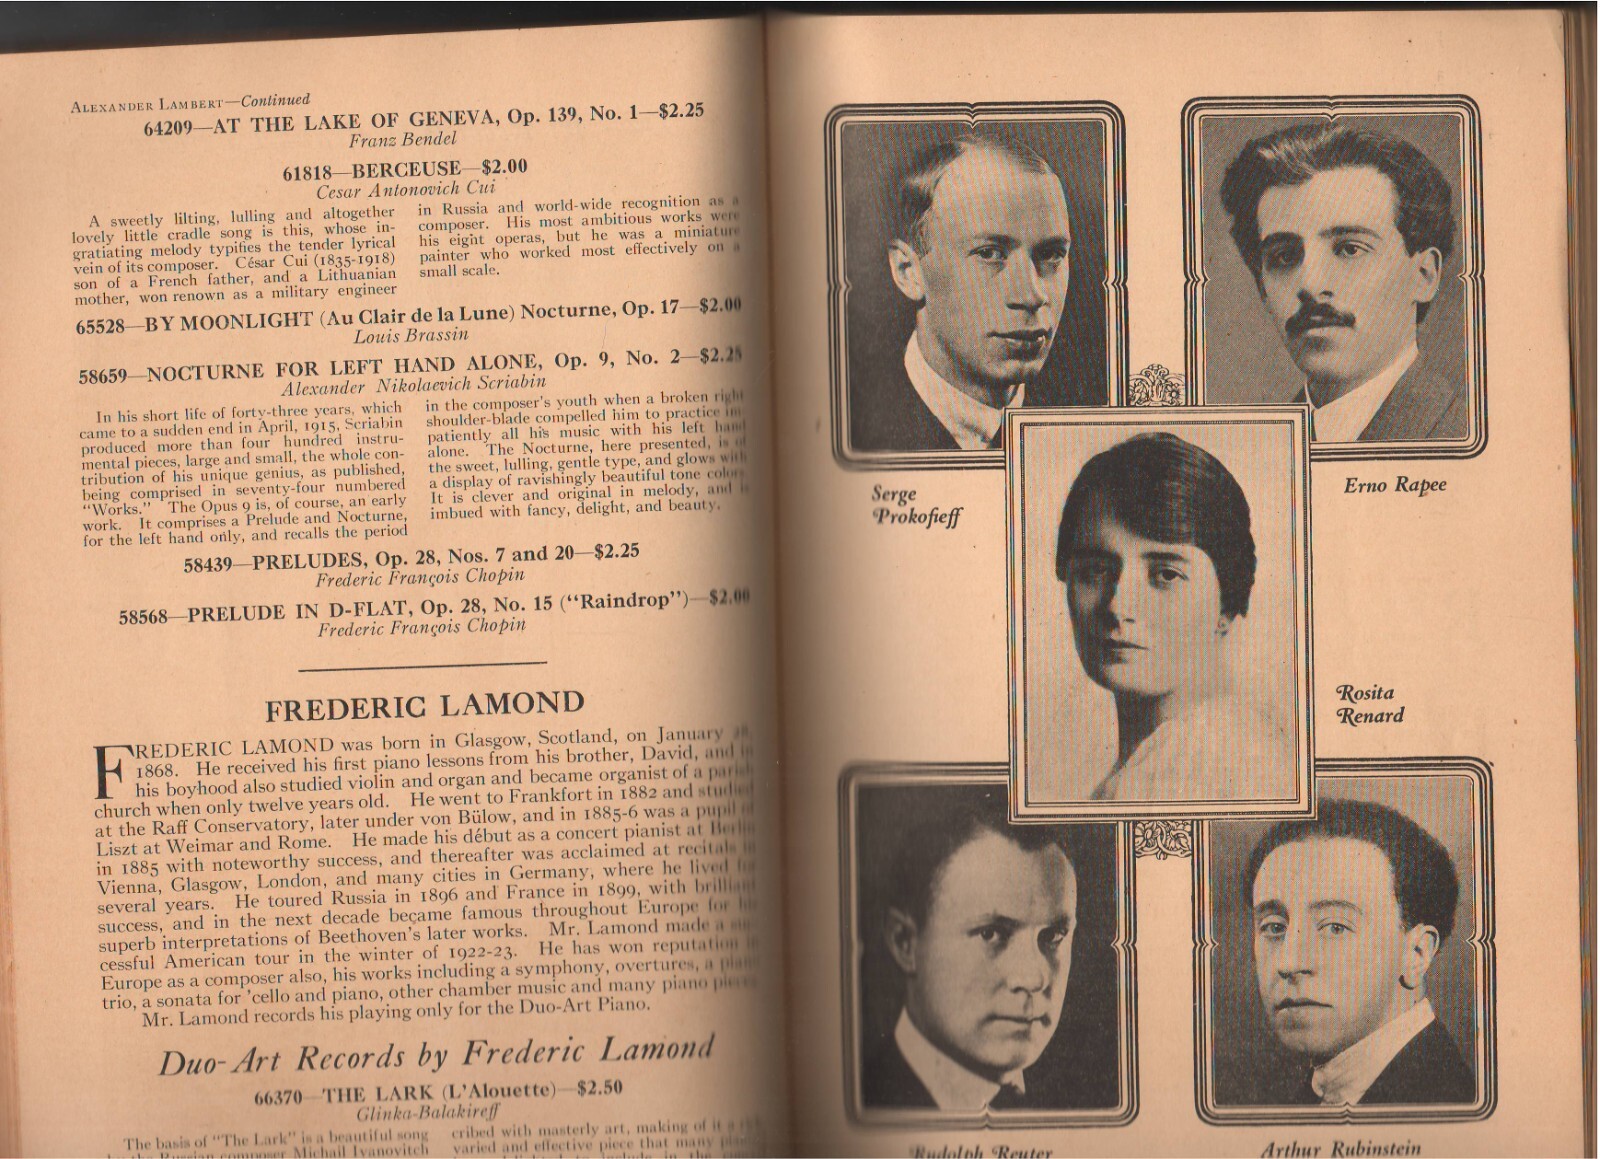 ALEXANDER LAMBERT—Continued
64209—AT THE LAKE OF GENEVA, Op. 139, No. 1—$2.25
Franz Bendel
61818—BERCEUSE—$2.00
Cesar Antonovich Cui
A sweetly lilting, lulling and altogether
lovely little cradle song is this, whose in-
gratiating melody typifies the tender lyrical
vein of its composer. César Cui (1835-1918)
son of a French father, and a Lithuanian
mother, won renown as a military engineer
in Russia and world-wide recognition as a
composer. His most ambitious works were
his eight operas, but he was a miniature
painter who worked most effectively on a
small scale.
65528—BY MOONLIGHT (Au Clair de la Lune) Nocturne, Op. 17—$2.00
Louis Brassin
58659—NOCTURNE FOR LEFT HAND ALONE, Op. 9, No. 2—$2.25
Alexander Nikolaevich Scriabin
In his short life of forty-three years, which
came to a sudden end in April, 1915, Scriabin
produced more than four hundred instru-
mental pieces, large and small, the whole con-
tribution of his unique genius, as published,
being comprised in seventy-four numbered
"Works." The Opus 9 is, of course, an early
work. It comprises a Prelude and Nocturne,
for the left hand only, and recalls the period
in the composer's youth when a broken right
shoulder-blade compelled him to practice
patiently all his music with his left hand
alone. The Nocturne, here presented, is of
the sweet, lulling, gentle type, and glows with
a display of ravishingly beautiful tone
It is clever and original in melody, and is
imbued with fancy, delight, and beauty.
58439—PRELUDES, Op. 28, Nos. 7 and 20—$2.25
Frederic François Chopin
58568—PRELUDE IN D-FLAT, Op. 28, No. 15 ("Raindrop")—$2.00
Frederic François Chopin
FREDERIC LAMOND
FREDERIC LAMOND was born in Glasgow, Scotland, on January
1868. He received his first piano lessons from his brother, David, and in
his boyhood also studied violin and organ and became organist of a parish
church when only twelve years old. He went to Frankfort in 1882 and studied
at the Raff Conservatory, later under von Bülow, and in 1885-6 was a pupil of
Liszt at Weimar and Rome. He made his début as a concert pianist at Berlin
in 1885 with noteworthy success, and thereafter was acclaimed at recitals in
Vienna, Glasgow, London, and many cities in Germany, where he lived for
several years. He toured Russia in 1896 and France in 1899, with brilliant
success, and in the next decade became famous throughout Europe for his
superb interpretations of Beethoven's later works. Mr. Lamond made a suc-
cessful American tour in the winter of 1922-23. He has won reputation in
Europe as a composer also, his works including a symphony, overtures, a piano
trio, a sonata for 'cello and piano, other chamber music and many piano pieces.
Mr. Lamond records his playing only for the Duo-Art Piano.
Duo-Art Records by Frederic Lamond
66370—THE LARK (L'Alouette)—$2.50
Glinka-Balakireff
The basis of "The Lark" is a beautiful song
by the Russian composer Michail Ivanovitch
cribed with masterly art, making of it a
varied and effective piece that many
Serge
Prokofieff
Erno Rapee
Rosita
Renard
Rudolph Reuter
Arthur Rubinstein